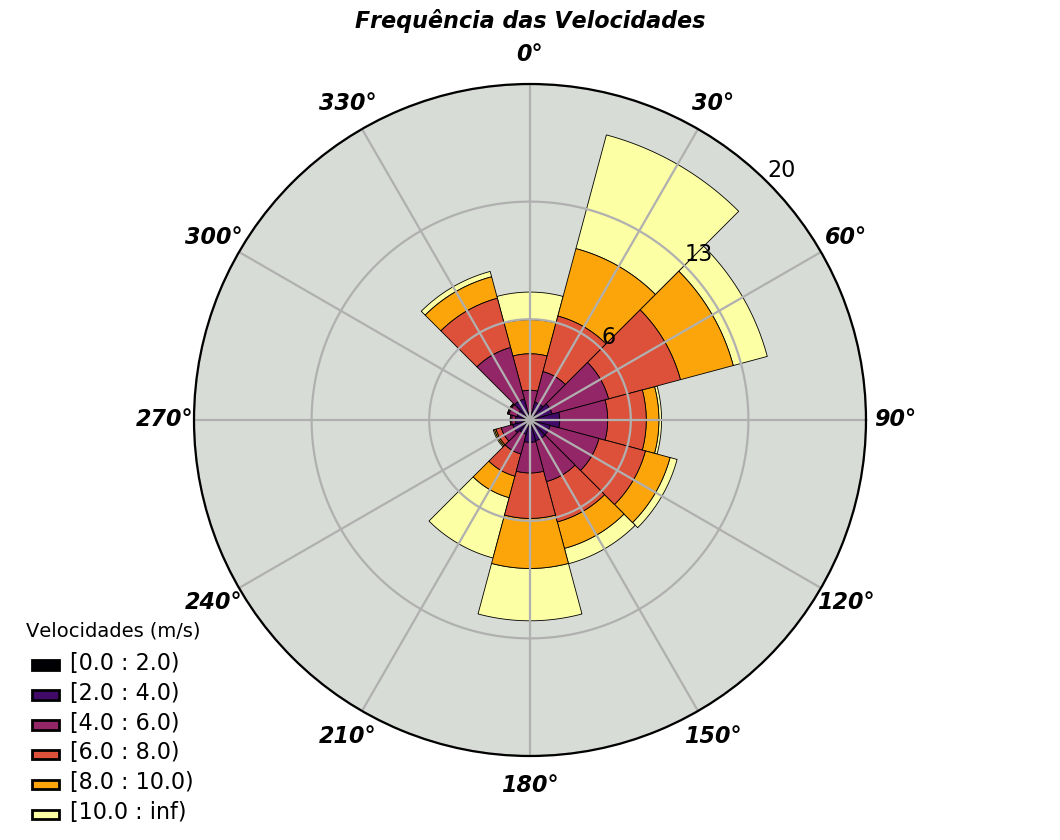 Frequência das Velocidades
0°
330°
30°
20
300°
60°
13
6
270°
90°
240°
120°
210°
150°
180°
Velocidades (m/s)
[0.0 : 2.0)
[2.0 : 4.0)
[4.0 : 6.0)
[6.0 : 8.0)
[8.0 : 10.0)
[10.0 : inf)